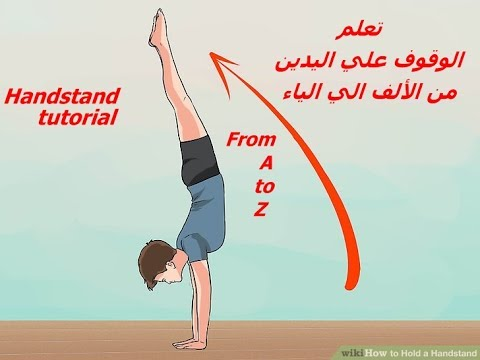 تعلم
الوقوف علي اليدين
من الألف الي الياء
Handstand
tutorial
From
A
to
Z
wikiHow to Hold a Handstand